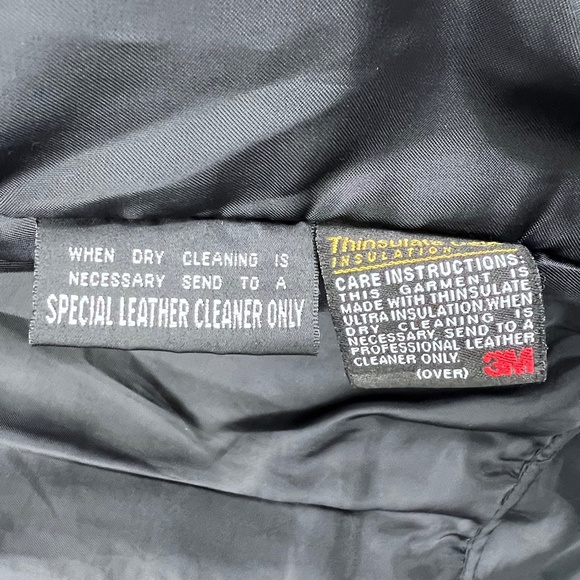 WHEN DRY CLEANING IS
NECESSARY SEND TO A
SPECIAL LEATHER CLEANER ONLY
Thinsulate
INSULATION
CARE INSTRUCTIONS:
THIS GARMENT IS
MADE WITH THINSULATE
ULTRA INSULATION. WHEN
DRY CLEANING IS
NECESSARY SEND TO A
PROFESSIONAL LEATHER
CLEANER ONLY.
(OVER) 3M